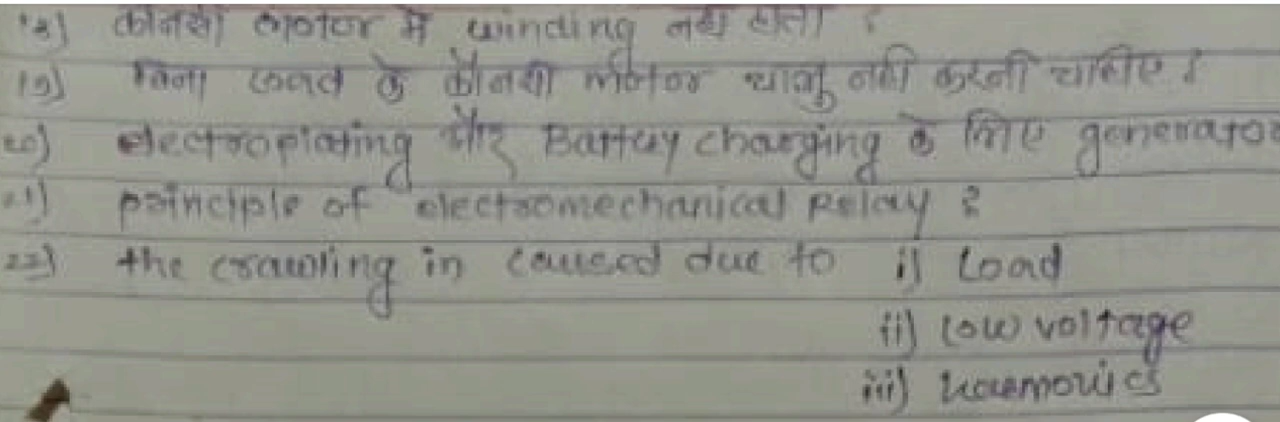 18) कौनसी motor में winding नही होती ?
19) बिना load के कौनसी motor चालु नही करनी चाहिए ?
20) electroplating और Battay charging के लिए generator
21) principle of electromechanical Relay ?
22) the crawling in caused due to i) Load
ii) low voltage
iii) harmonics